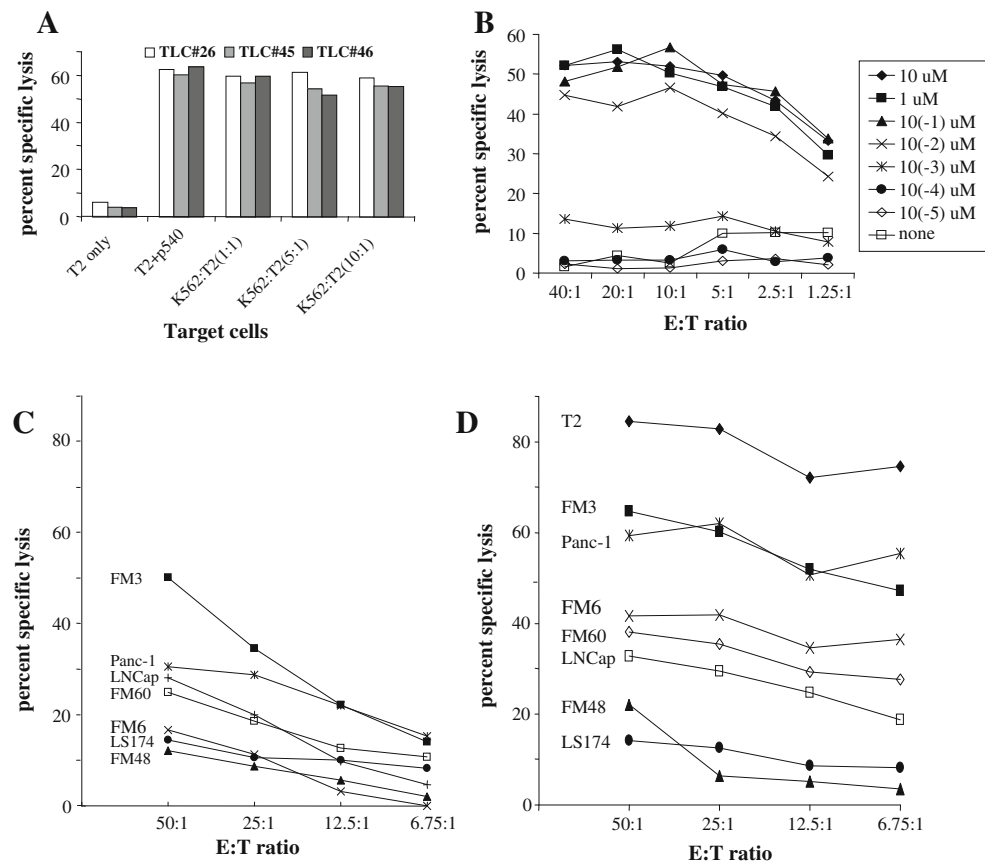 A
TLC#26 TLC#45 TLC#46
percent specific lysis
60
40
20
0
T2 only
T2+p540
K562:T2(1:1)
K562:T2(5:1)
K562:T2(10:1)
Target cells
B
percent specific lysis
60
50
40
30
20
10
0
40:1 20:1 10:1 5:1 2.5:1 1.25:1
E:T ratio
10 uM
1 uM
10(-1) uM
10(-2) uM
10(-3) uM
10(-4) uM
10(-5) uM
none
C
percent specific lysis
80
60
40
20
0
FM3
Panc-1
LNCap
FM60
FM6
LS174
FM48
50:1 25:1 12.5:1 6.75:1
E:T ratio
D
percent specific lysis
80
60
40
20
0
T2
FM3
Panc-1
FM6
FM60
LNCap
FM48
LS174
50:1 25:1 12.5:1 6.75:1
E:T ratio